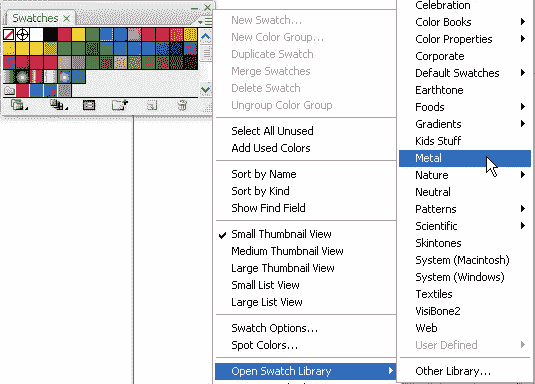 Swatches
New Swatch...
New Color Group...
Duplicate Swatch
Merge Swatches
Delete Swatch
Ungroup Color Group
Select All Unused
Add Used Colors
Sort by Name
Sort by Kind
Show Find Field
Small Thumbnail View
Medium Thumbnail View
Large Thumbnail View
Small List View
Large List View
Swatch Options...
Spot Colors...
Open Swatch Library
Celebration
Color Books
Color Properties
Corporate
Default Swatches
Earthtone
Foods
Gradients
Kids Stuff
Metal
Nature
Neutral
Patterns
Scientific
Skintones
System (Macintosh)
System (Windows)
Textiles
VisiBone2
Web
User Defined
Other Library...